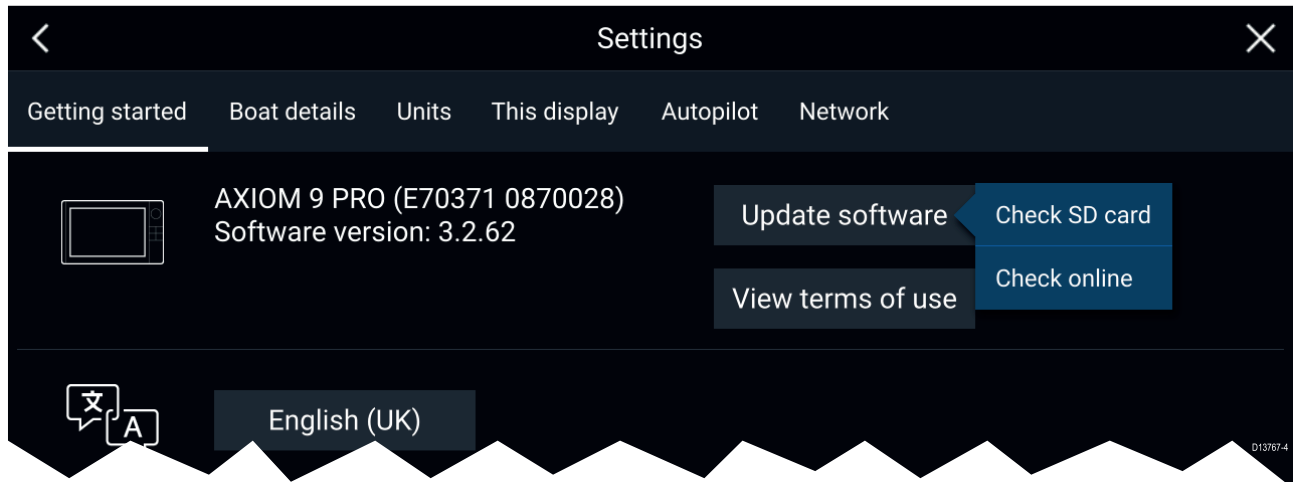 Settings
Getting started Boat details Units This display Autopilot Network
AXIOM 9 PRO (E70371 0870028)
Software version: 3.2.62
Update software
Check SD card
Check online
View terms of use
文
A
English (UK)
D13767-4